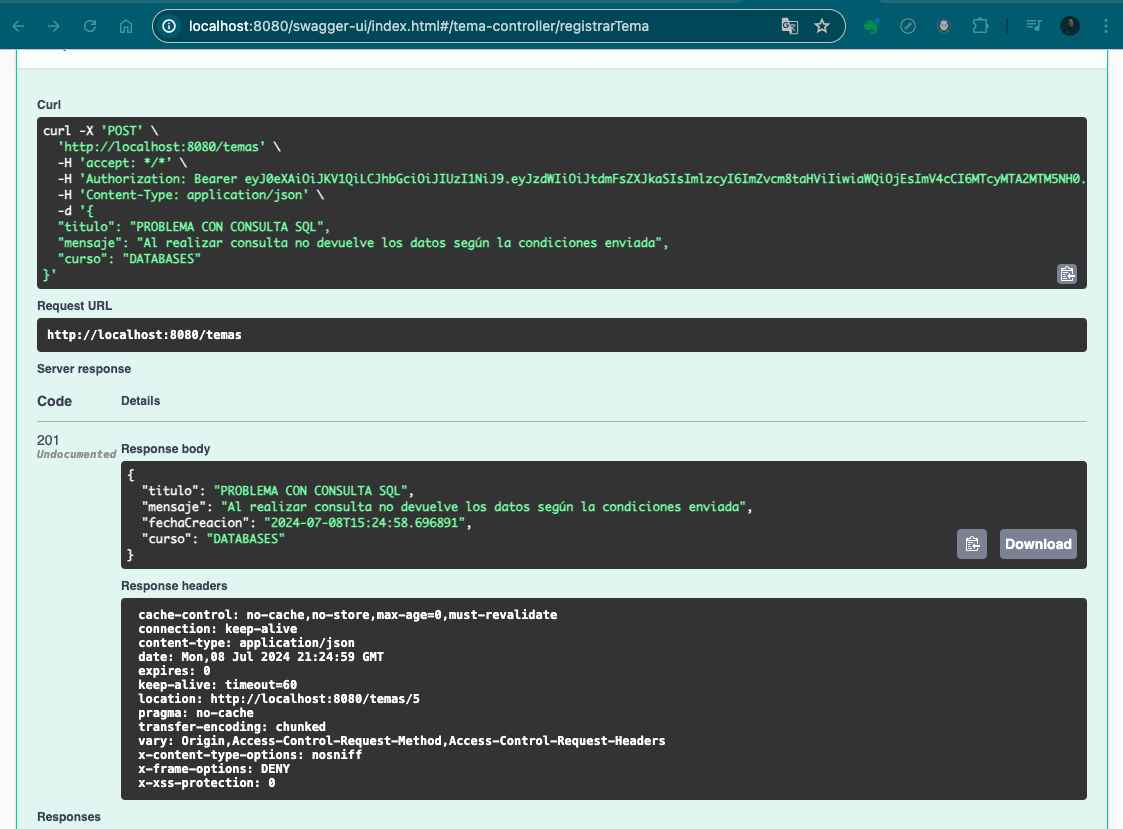 localhost:8080/swagger-ui/index.html#/tema-controller/registrarTema
Curl
curl -X 'POST' \
'http://localhost:8080/temas' \
-H 'accept: */*' \
-H 'Authorization: Bearer eyJ0eXAiOiJKV1QiLCJhbGciOiJIUzI1NiJ9.eyJzdWIiOiJtdmFsZXJkaSIsImlzcyI6ImZvcm8taHViIiwiaWQiOjEsImV4cCI6MTcyMTA2MTM5NH0.
-H 'Content-Type: application/json' \
-d '{
"titulo": "PROBLEMA CON CONSULTA SQL",
"mensaje": "Al realizar consulta no devuelve los datos según la condiciones enviada",
"curso": "DATABASES"
}'
Request URL
http://localhost:8080/temas
Server response
Code Details
201
Undocumented
Response body
{
"titulo": "PROBLEMA CON CONSULTA SQL",
"mensaje": "Al realizar consulta no devuelve los datos según la condiciones enviada",
"fechaCreacion": "2024-07-08T15:24:58.696891",
"curso": "DATABASES"
}
Download
Response headers
cache-control: no-cache,no-store,max-age=0,must-revalidate
connection: keep-alive
content-type: application/json
date: Mon,08 Jul 2024 21:24:59 GMT
expires: 0
keep-alive: timeout=60
location: http://localhost:8080/temas/5
pragma: no-cache
transfer-encoding: chunked
vary: Origin,Access-Control-Request-Method,Access-Control-Request-Headers
x-content-type-options: nosniff
x-frame-options: DENY
x-xss-protection: 0
Responses